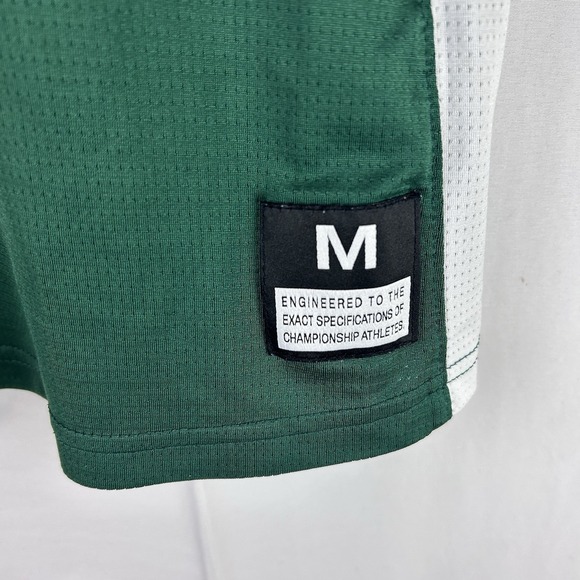 M
ENGINEERED TO THE
EXACT SPECIFICATIONS OF
CHAMPIONSHIP ATHLETES.